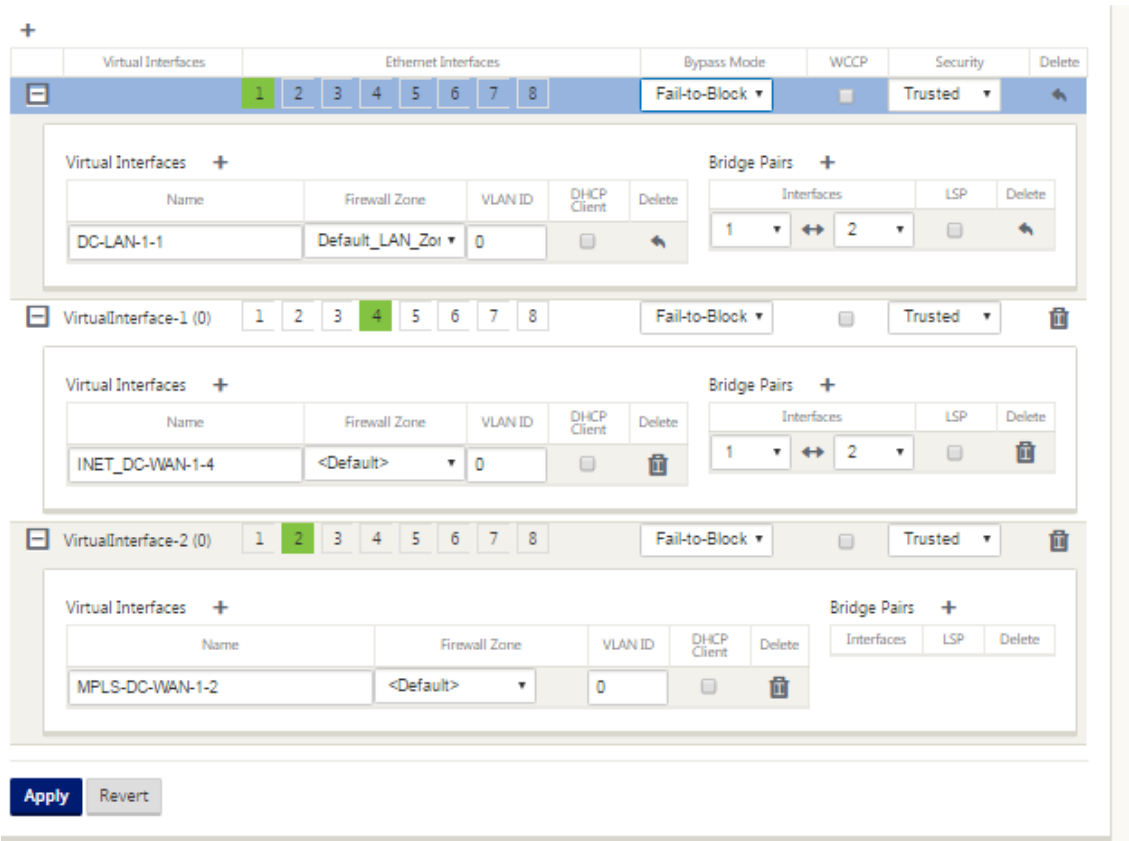 +
Virtual Interfaces Ethernet Interfaces Bypass Mode WCCP Security Delete
1 2 3 4 5 6 7 8 Fail-to-Block Trusted
Virtual Interfaces + Bridge Pairs +
Name Firewall Zone VLAN ID DHCP Client Delete Interfaces LSP Delete
DC-LAN-1-1 Default_LAN_Zor 0 1 2
VirtualInterface-1 (0) 1 2 3 4 5 6 7 8 Fail-to-Block Trusted
Virtual Interfaces + Bridge Pairs +
Name Firewall Zone VLAN ID DHCP Client Delete Interfaces LSP Delete
INET_DC-WAN-1-4 <Default> 0 1 2
VirtualInterface-2 (0) 1 2 3 4 5 6 7 8 Fail-to-Block Trusted
Virtual Interfaces + Bridge Pairs +
Name Firewall Zone VLAN ID DHCP Client Delete Interfaces LSP Delete
MPLS-DC-WAN-1-2 <Default> 0
Apply Revert